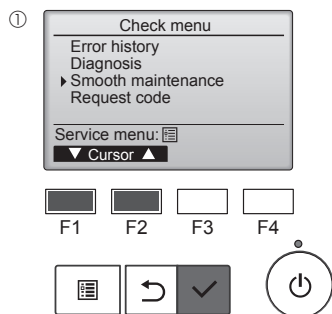 ①
Check menu
Error history
Diagnosis
Smooth maintenance
Request code
Service menu:
▼ Cursor ▲
F1 F2 F3 F4